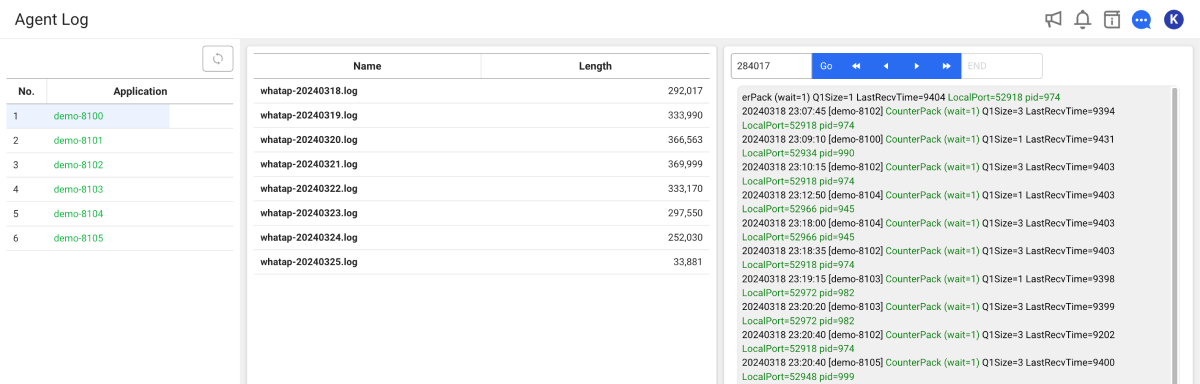 Agent Log
K
No. Application
1 demo-8100
2 demo-8101
3 demo-8102
4 demo-8103
5 demo-8104
6 demo-8105
Name Length
whatap-20240318.log 292,017
whatap-20240319.log 333,990
whatap-20240320.log 366,563
whatap-20240321.log 369,999
whatap-20240322.log 333,170
whatap-20240323.log 297,550
whatap-20240324.log 252,030
whatap-20240325.log 33,881
284017 Go END
erPack (wait=1) Q1Size=1 LastRecvTime=9404 LocalPort=52918 pid=974
20240318 23:07:45 [demo-8102] CounterPack (wait=1) Q1Size=3 LastRecvTime=9394
LocalPort=52918 pid=974
20240318 23:09:10 [demo-8100] CounterPack (wait=1) Q1Size=1 LastRecvTime=9431
LocalPort=52934 pid=990
20240318 23:10:15 [demo-8102] CounterPack (wait=1) Q1Size=3 LastRecvTime=9403
LocalPort=52918 pid=974
20240318 23:12:50 [demo-8104] CounterPack (wait=1) Q1Size=1 LastRecvTime=9403
LocalPort=52966 pid=945
20240318 23:18:00 [demo-8104] CounterPack (wait=1) Q1Size=3 LastRecvTime=9403
LocalPort=52966 pid=945
20240318 23:18:35 [demo-8102] CounterPack (wait=1) Q1Size=3 LastRecvTime=9403
LocalPort=52918 pid=974
20240318 23:19:15 [demo-8103] CounterPack (wait=1) Q1Size=1 LastRecvTime=9398
LocalPort=52972 pid=982
20240318 23:20:20 [demo-8103] CounterPack (wait=1) Q1Size=3 LastRecvTime=9399
LocalPort=52972 pid=982
20240318 23:20:40 [demo-8102] CounterPack (wait=1) Q1Size=3 LastRecvTime=9202
LocalPort=52918 pid=974
20240318 23:20:40 [demo-8105] CounterPack (wait=1) Q1Size=3 LastRecvTime=9400
LocalPort=52948 pid=999